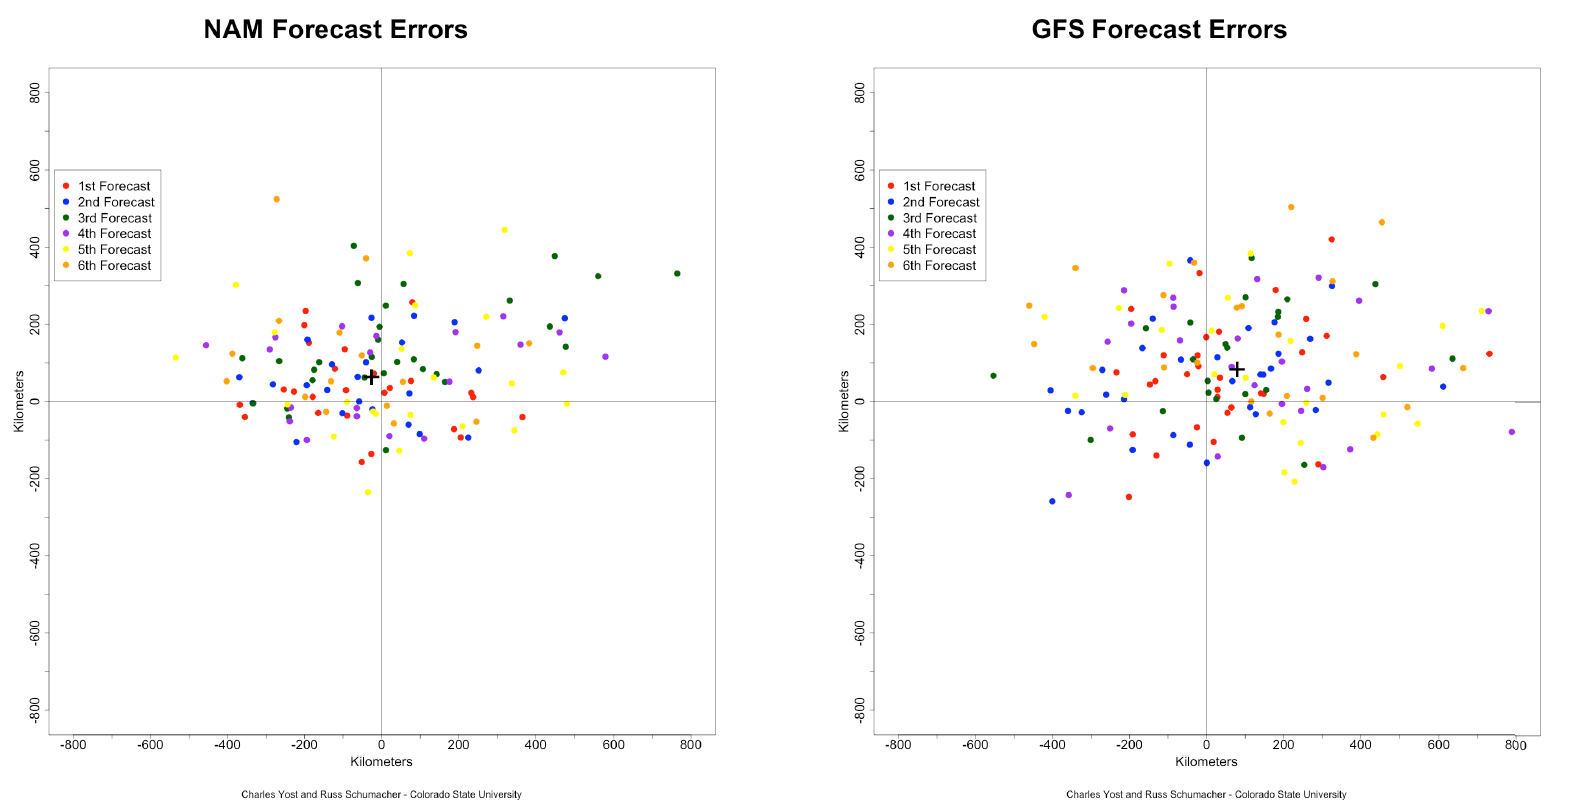 NAM Forecast Errors
800
600
400
200
0
-200
-400
-600
-800
Kilometers
1st Forecast
2nd Forecast
3rd Forecast
4th Forecast
5th Forecast
6th Forecast
-800 -600 -400 -200 0 200 400 600 800
Kilometers
Charles Yost and Russ Schumacher - Colorado State University
GFS Forecast Errors
800
600
400
200
0
-200
-400
-600
-800
Kilometers
1st Forecast
2nd Forecast
3rd Forecast
4th Forecast
5th Forecast
6th Forecast
-800 -600 -400 -200 0 200 400 600 800
Kilometers
Charles Yost and Russ Schumacher - Colorado State University